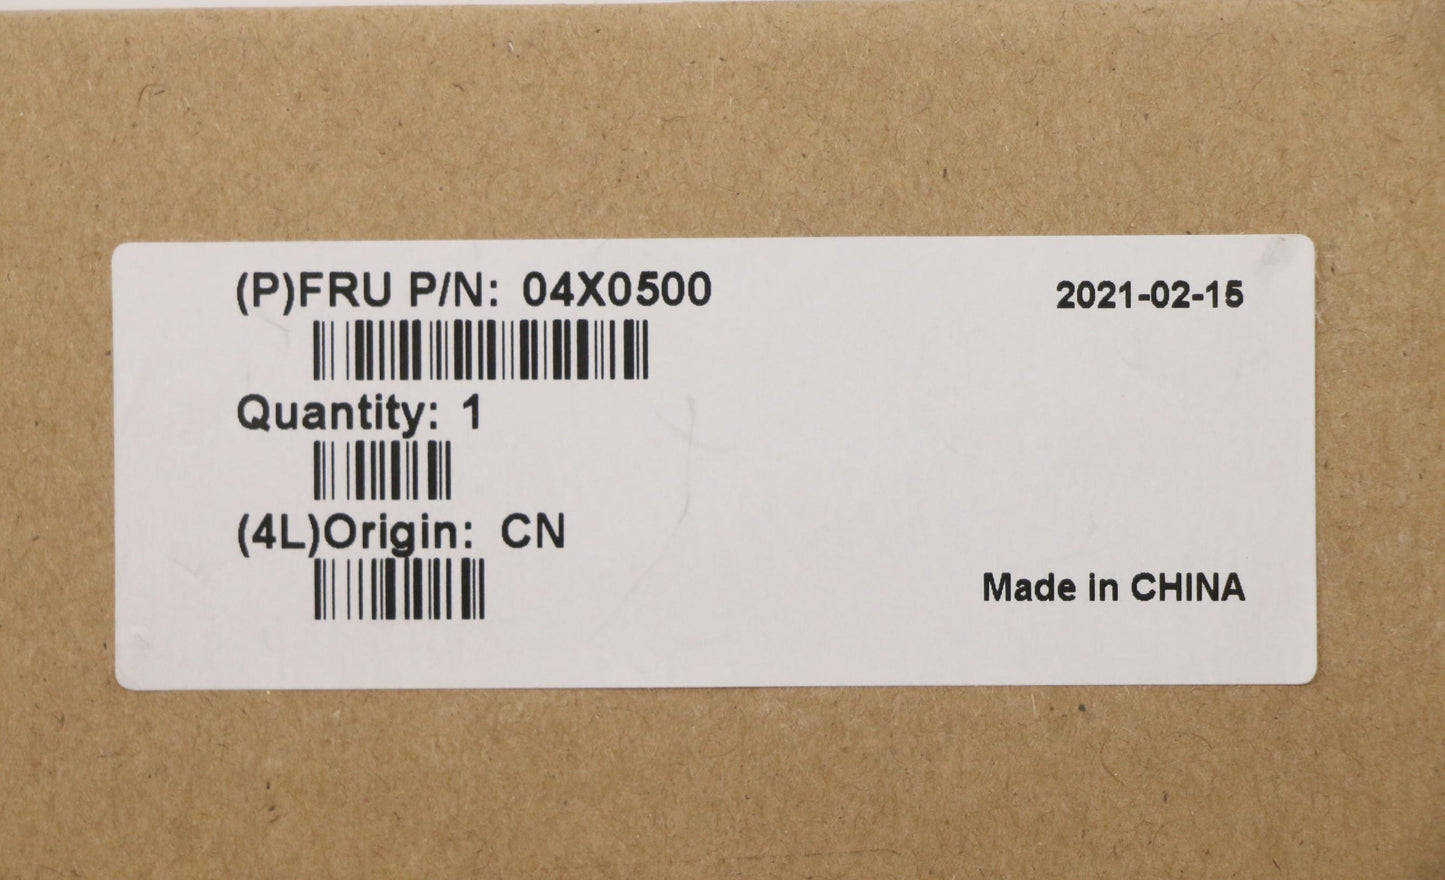 (P)FRU P/N: 04X0500
2021-02-15
Quantity: 1
(4L)Origin: CN
Made in CHINA